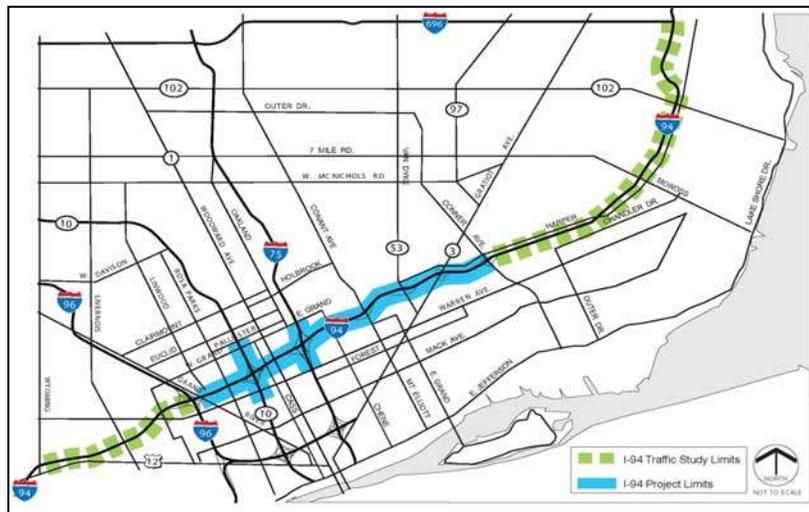 696
102
OUTER DR.
97
102
94
1
7 MILE RD.
VAN DYKE
GRATIOT AVE.
W. MC NICHOLS RD
CONANT AVE
CONNER AVE.
MOROSS
LAKE SHORE DR.
10
WOODWARD AVE.
OAKLAND
HARPER
CHANDLER DR.
75
53
3
W. DAVISON
HOLBROOK
LINWOOD
ROSA PARKS
96
LIVERNOIS
CLAIRMOUNT
E. GRAND
WARREN AVE.
OUTER DR.
EUCLID
PALLISTER
94
N. GRAND
FOREST
MACK AVE.
GRAND
RIVER
WYOMING
CASS
E. JEFFERSON
E. GRAND
MT ELLIOTT
CHENE
10
96
12
94
I-94 Traffic Study Limits
I-94 Project Limits
NORTH
NOT TO SCALE